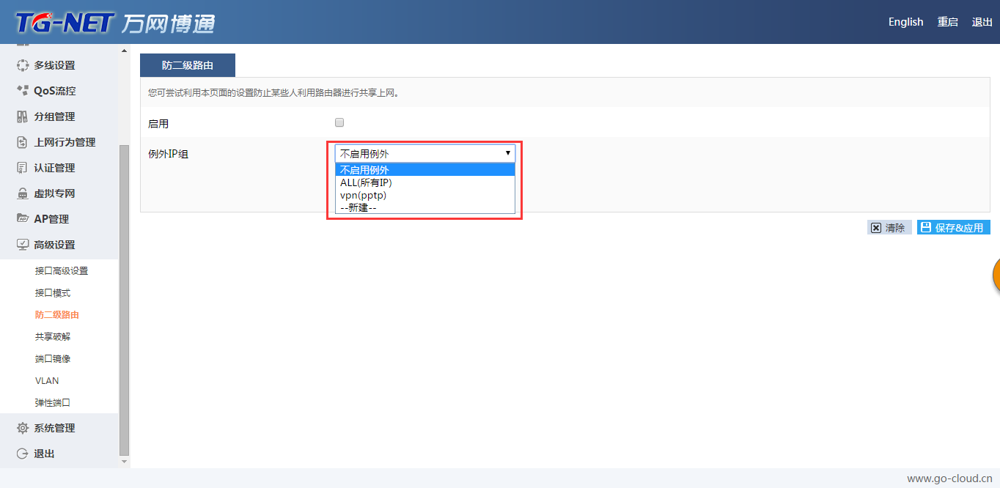 TG-NET 万网博通
English 重启 退出
多线设置
QoS流控
分组管理
上网行为管理
认证管理
虚拟专网
AP管理
高级设置
接口高级设置
接口模式
防二级路由
共享破解
端口镜像
VLAN
弹性端口
系统管理
退出
防二级路由
您可尝试利用本页面的设置防止某些人利用路由器进行共享上网。
启用
例外IP组
不启用例外
不启用例外
ALL(所有IP)
vpn(pptp)
--新建--
清除 保存&应用
www.go-cloud.cn